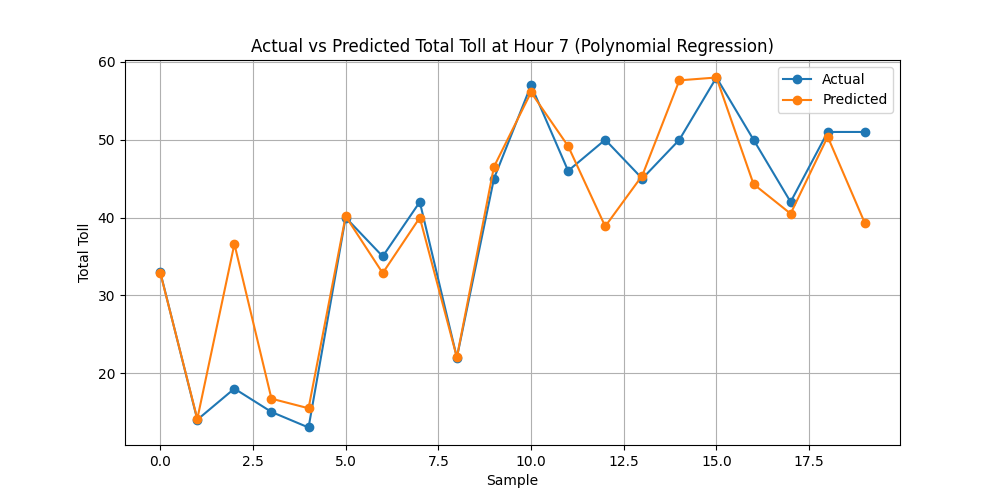 Actual vs Predicted Total Toll at Hour 7 (Polynomial Regression)
Actual
Predicted
60
50
40
30
20
Total Toll
0.0 2.5 5.0 7.5 10.0 12.5 15.0 17.5
Sample